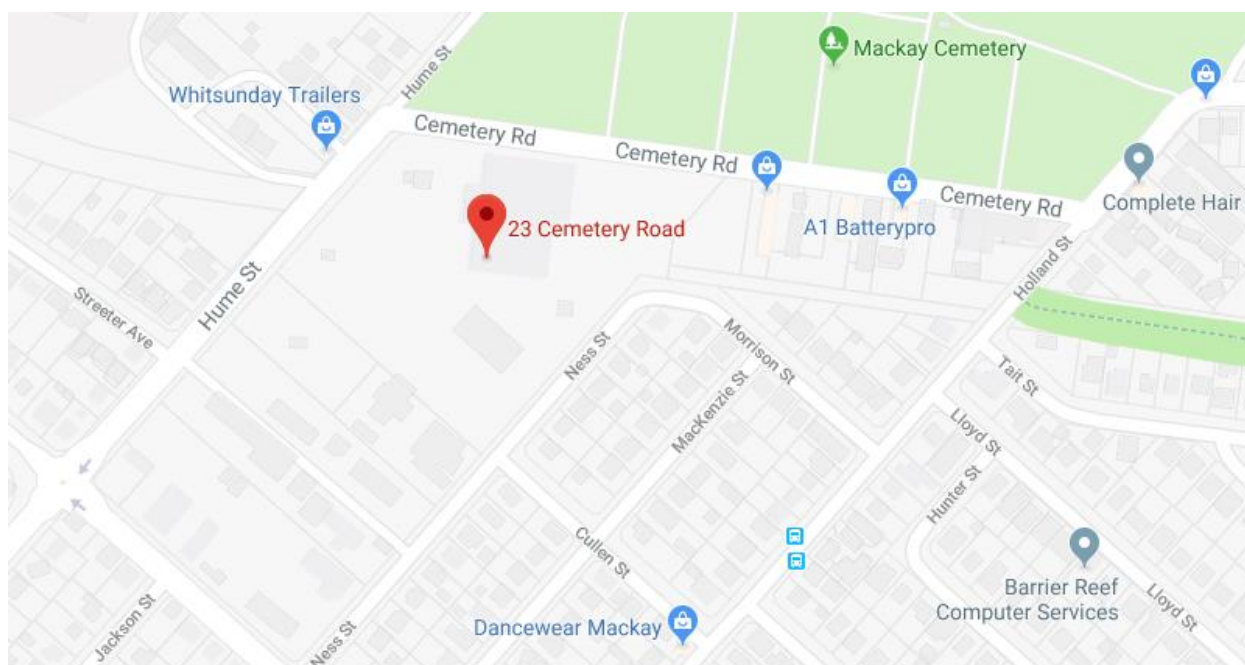 Hume St
Mackay Cemetery
Whitsunday Trailers
Cemetery Rd
Cemetery Rd
Cemetery Rd
Complete Hair
23 Cemetery Road
A1 Batterypro
Holland St
Hume St
Streeter Ave
Ness St
Morrison St
MacKenzie St
Tait St
Lloyd St
Hunter St
Cullen St
Barrier Reef
Computer Services
Lloyd St
Dancewear Mackay
Jackson St
Ness St